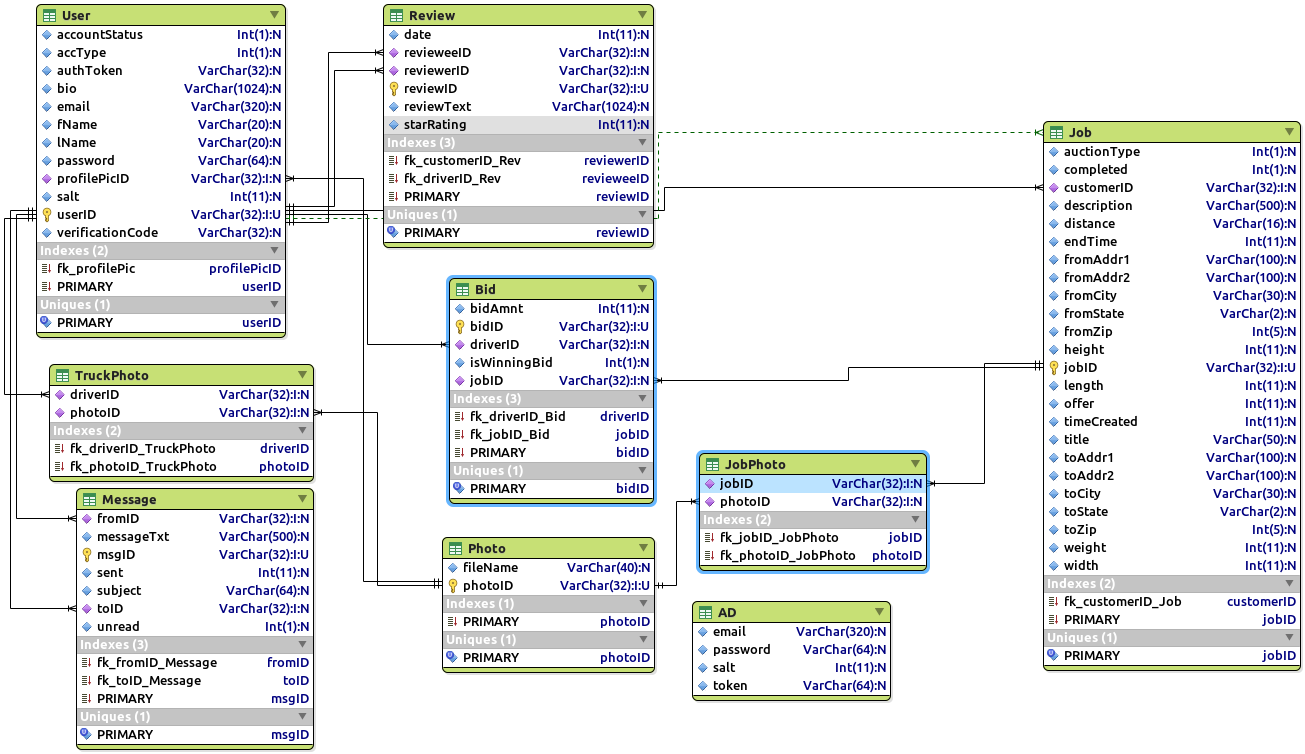 User
accountStatus Int(1):N
accType Int(1):N
authToken VarChar(32):N
bio VarChar(1024):N
email VarChar(320):N
fName VarChar(20):N
lName VarChar(20):N
password VarChar(64):N
profilePicID VarChar(32):I:N
salt Int(11):N
userID VarChar(32):I:U
verificationCode VarChar(32):N
Indexes (2)
fk_profilePic profilePicID
PRIMARY userID
Uniques (1)
PRIMARY userID
Review
date Int(11):N
revieweeID VarChar(32):I:N
reviewerID VarChar(32):I:N
reviewID VarChar(32):I:U
reviewText VarChar(1024):N
starRating Int(11):N
Indexes (3)
fk_customerID_Rev reviewerID
fk_driverID_Rev revieweeID
PRIMARY reviewID
Uniques (1)
PRIMARY reviewID
Job
auctionType Int(1):N
completed Int(1):N
customerID VarChar(32):I:N
description VarChar(500):N
distance VarChar(16):N
endTime Int(11):N
fromAddr1 VarChar(100):N
fromAddr2 VarChar(100):N
fromCity VarChar(30):N
fromState VarChar(2):N
fromZip Int(5):N
height Int(11):N
jobID VarChar(32):I:U
length Int(11):N
offer Int(11):N
timeCreated Int(11):N
title VarChar(50):N
toAddr1 VarChar(100):N
toAddr2 VarChar(100):N
toCity VarChar(30):N
toState VarChar(2):N
toZip Int(5):N
weight Int(11):N
width Int(11):N
Indexes (2)
fk_customerID_Job customerID
PRIMARY jobID
Uniques (1)
PRIMARY jobID
Bid
bidAmnt Int(11):N
bidID VarChar(32):I:U
driverID VarChar(32):I:N
isWinningBid Int(1):N
jobID VarChar(32):I:N
Indexes (3)
fk_driverID_Bid driverID
fk_jobID_Bid jobID
PRIMARY bidID
Uniques (1)
PRIMARY bidID
TruckPhoto
driverID VarChar(32):I:N
photoID VarChar(32):I:N
Indexes (2)
fk_driverID_TruckPhoto driverID
fk_photoID_TruckPhoto photoID
JobPhoto
jobID VarChar(32):I:N
photoID VarChar(32):I:N
Indexes (2)
fk_jobID_JobPhoto jobID
fk_photoID_JobPhoto photoID
Message
fromID VarChar(32):I:N
messageTxt VarChar(500):N
msgID VarChar(32):I:U
sent Int(11):N
subject VarChar(64):N
toID VarChar(32):I:N
unread Int(1):N
Indexes (3)
fk_fromID_Message fromID
fk_toID_Message toID
PRIMARY msgID
Uniques (1)
PRIMARY msgID
Photo
fileName VarChar(40):N
photoID VarChar(32):I:U
Indexes (1)
PRIMARY photoID
Uniques (1)
PRIMARY photoID
AD
email VarChar(320):N
password VarChar(64):N
salt Int(11):N
token VarChar(64):N